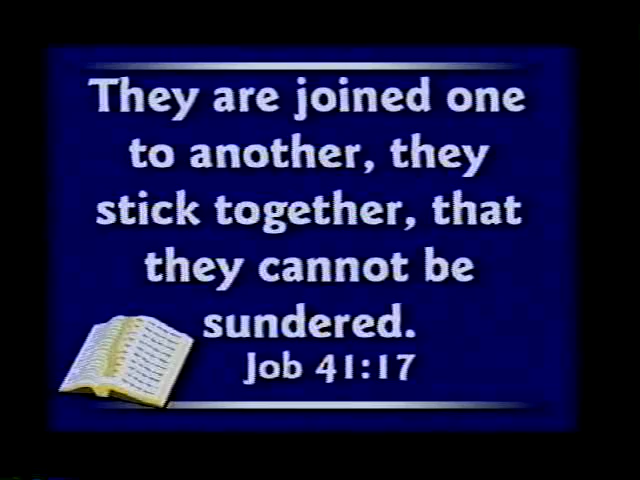 They are joined one
to another, they
stick together, that
they cannot be
sundered.
Job 41:17